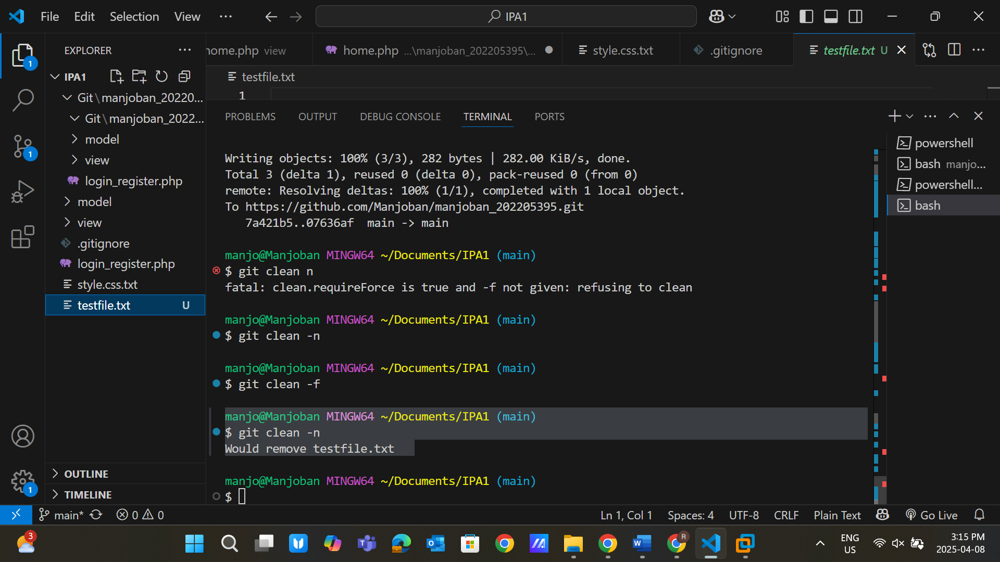 File Edit Selection View ··· IPA1
EXPLORER ···
home.php view
home.php ...\manjoban_202205395\...
style.css.txt
.gitignore
testfile.txt U
IPA1
testfile.txt
1
Git\manjoban_20220...
Git\manjoban_2022...
model
view
login_register.php
model
view
.gitignore
login_register.php
style.css.txt
testfile.txt U
OUTLINE
TIMELINE
PROBLEMS OUTPUT DEBUG CONSOLE TERMINAL PORTS
Writing objects: 100% (3/3), 282 bytes | 282.00 KiB/s, done.
Total 3 (delta 1), reused 0 (delta 0), pack-reused 0 (from 0)
remote: Resolving deltas: 100% (1/1), completed with 1 local object.
To https://github.com/Manjoban/manjoban_202205395.git
7a421b5..07636af main -> main
manjo@Manjoban MINGW64 ~/Documents/IPA1 (main)
$ git clean n
fatal: clean.requireForce is true and -f not given: refusing to clean
manjo@Manjoban MINGW64 ~/Documents/IPA1 (main)
$ git clean -n
manjo@Manjoban MINGW64 ~/Documents/IPA1 (main)
$ git clean -f
manjo@Manjoban MINGW64 ~/Documents/IPA1 (main)
$ git clean -n
Would remove testfile.txt
manjo@Manjoban MINGW64 ~/Documents/IPA1 (main)
$
powershell
bash manjo...
powershell...
bash
1
1
1
main* 0 0
Ln 1, Col 1 Spaces: 4 UTF-8 CRLF Plain Text Go Live
3
R
ENG
US
3:15 PM
2025-04-08